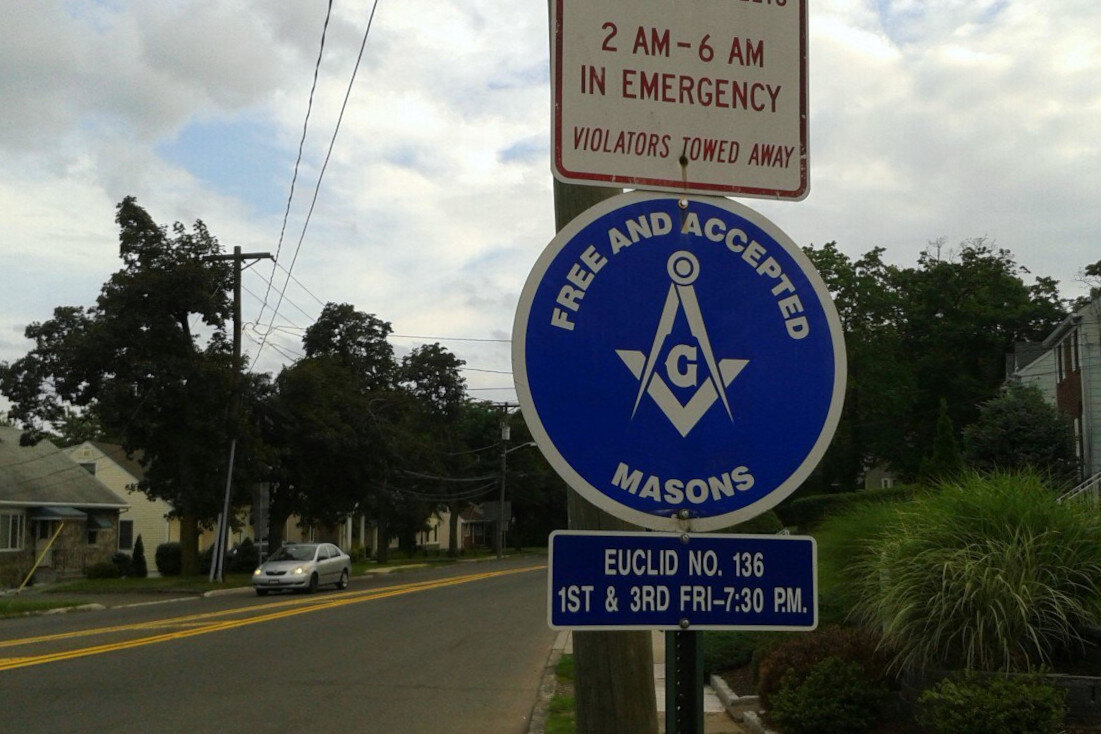 2 AM – 6 AM
IN EMERGENCY
VIOLATORS TOWED AWAY
FREE AND ACCEPTED
G
MASONS
EUCLID NO. 136
1ST & 3RD FRI–7:30 P.M.